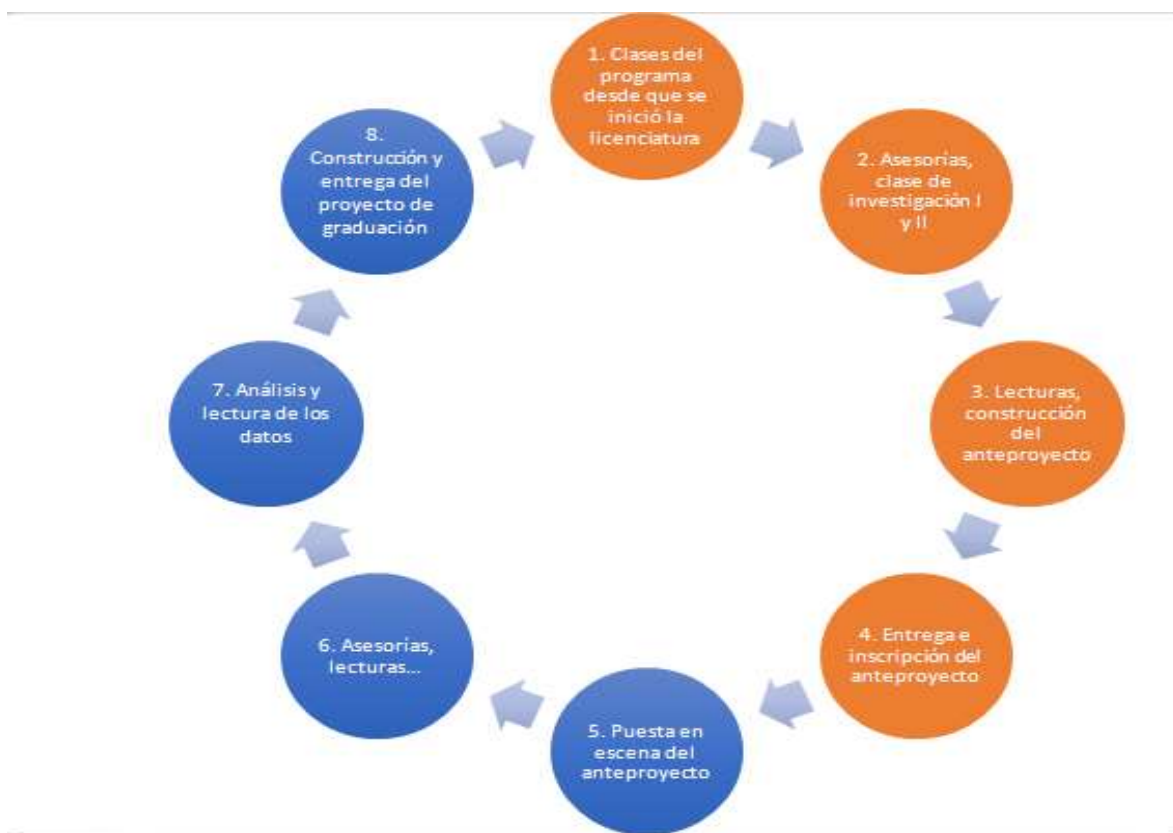 1. Clases del
programa
desde que se
inició la
licenciatura
2. Asesorías,
clase de
investigación I
y II
3. Lecturas,
construcción
del
anteproyecto
4. Entrega e
inscripción del
anteproyecto
5. Puesta en
escena del
anteproyecto
6. Asesorías,
lecturas...
7. Análisis y
lectura de los
datos
8.
Construcción y
entrega del
proyecto de
graduación